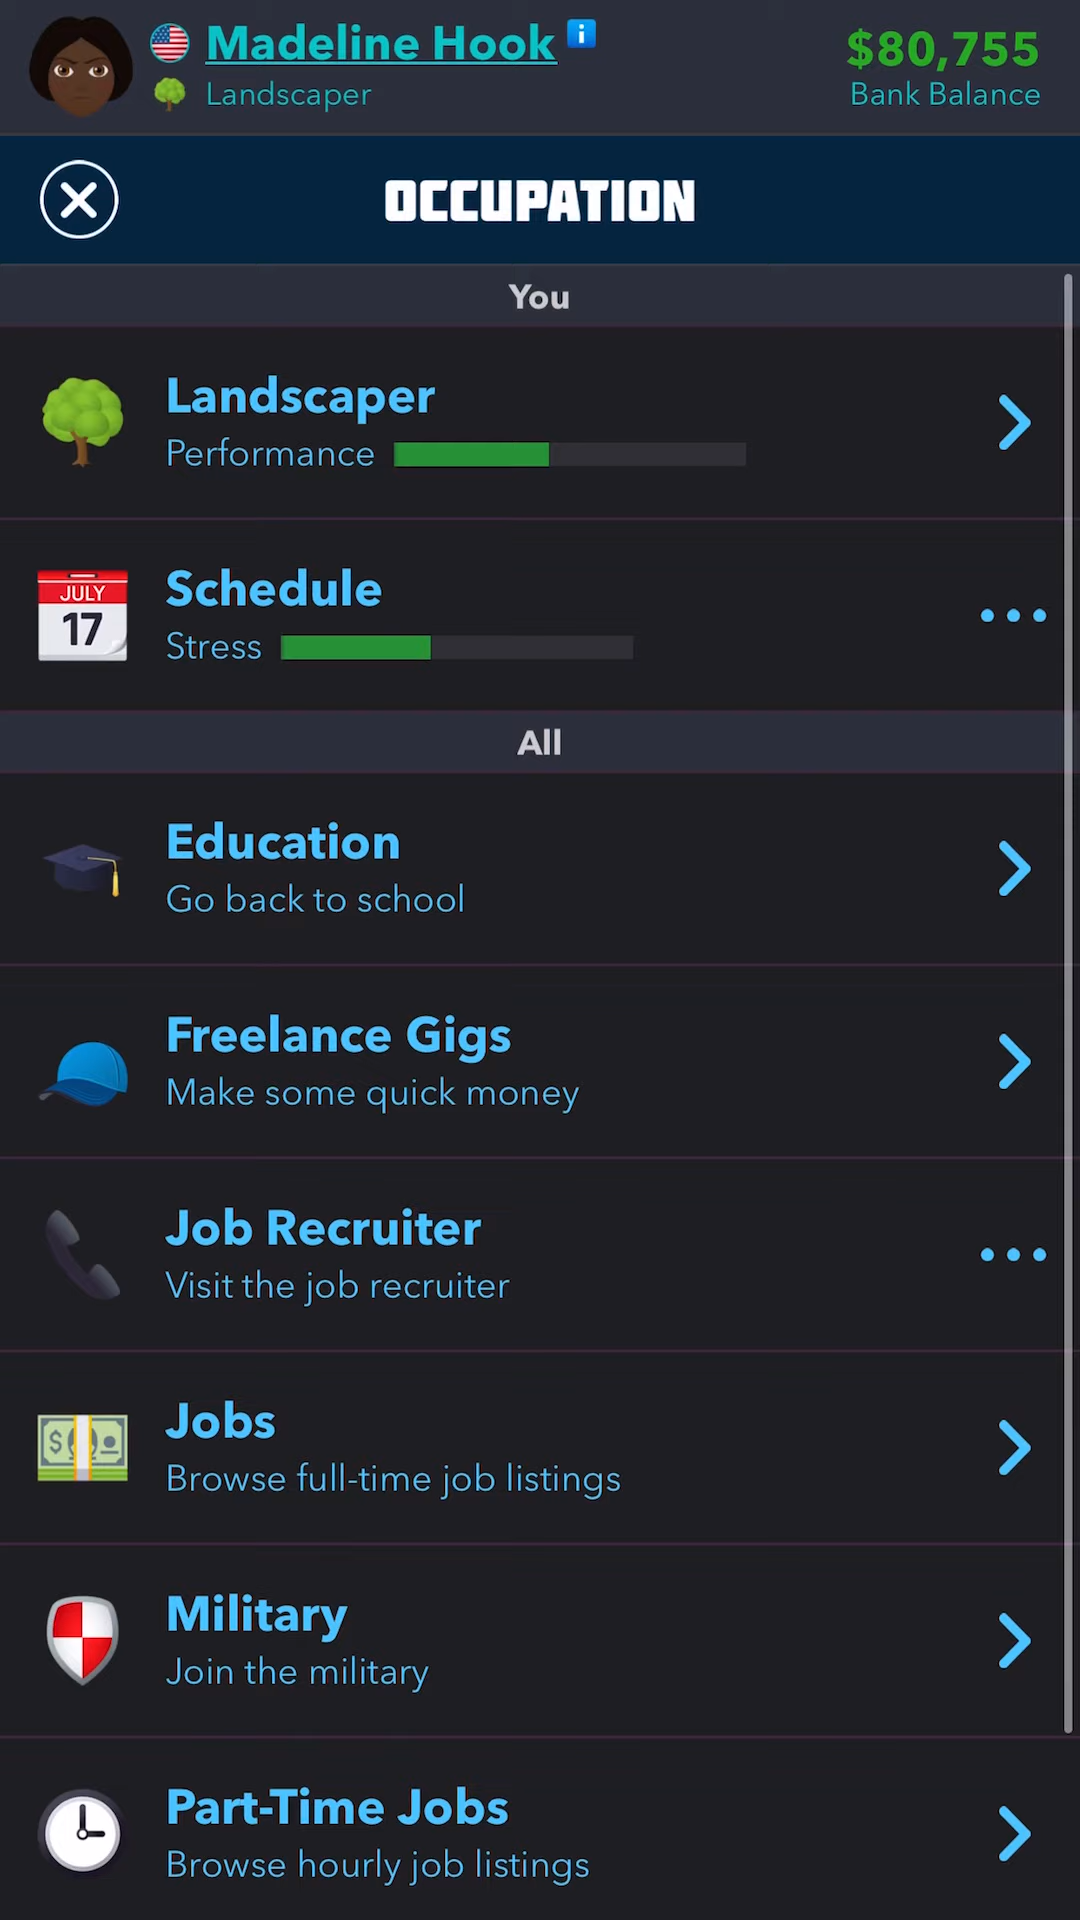 Madeline Hook
$80,755
Landscaper
Bank Balance
OCCUPATION
You
Landscaper
Performance
JULY
17
Schedule
Stress
All
Education
Go back to school
Freelance Gigs
Make some quick money
Job Recruiter
Visit the job recruiter
Jobs
Browse full-time job listings
Military
Join the military
Part-Time Jobs
Browse hourly job listings